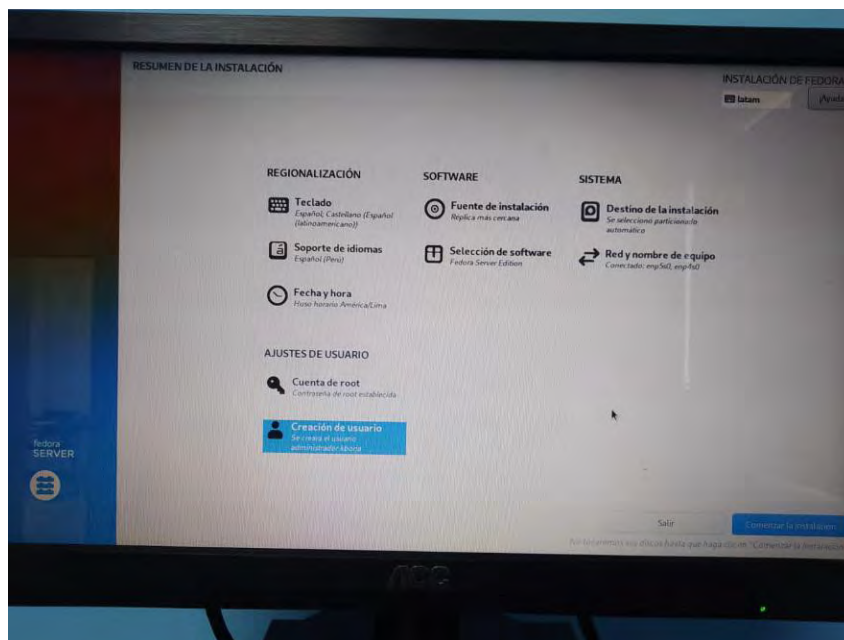 RESUMEN DE LA INSTALACIÓN
INSTALACIÓN DE FEDORA
latam
¡Ayuda
REGIONALIZACIÓN
Teclado
Español; Castellano (Español
(latinoamericano))
Soporte de idiomas
Español (Perú)
Fecha y hora
Huso horario América/Lima
SOFTWARE
Fuente de instalación
Réplica más cercana
Selección de software
Fedora Server Edition
SISTEMA
Destino de la instalación
Se seleccionó particionado
automático
Red y nombre de equipo
Conectado: enp5s0, enp4s0
AJUSTES DE USUARIO
Cuenta de root
Contraseña de root establecida
Creación de usuario
Se creará el usuario
administrador kborja
fedora
SERVER
Salir
Comenzar la instalación
discos hasta que haga clic en "Comenzar la instalación
AOC